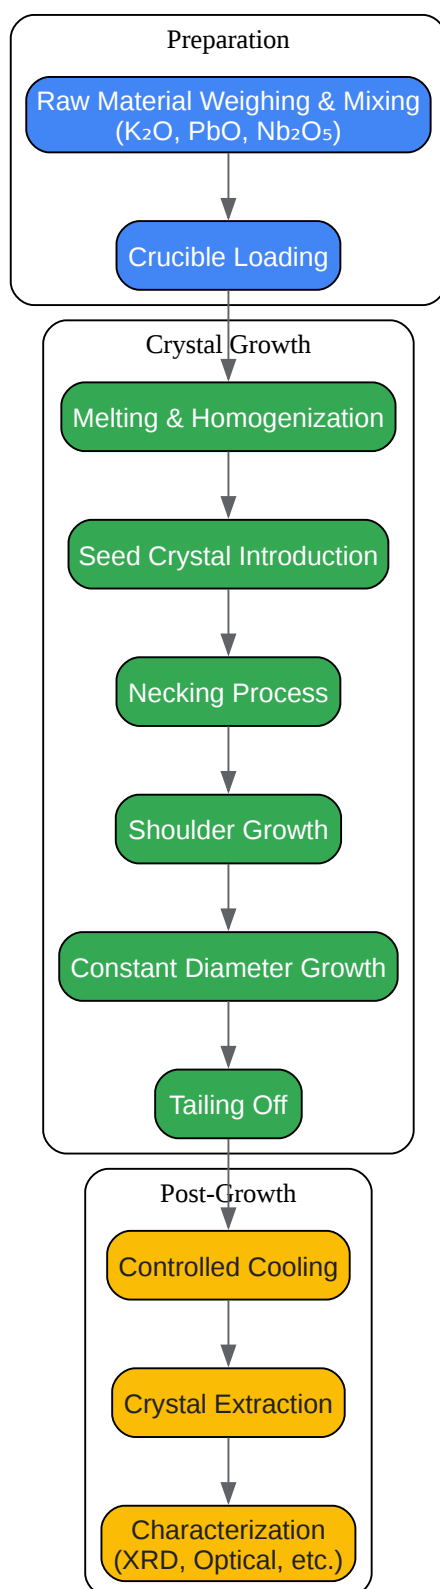 Preparation
Raw Material Weighing & Mixing
(K₂O, PbO, Nb₂O₅)
Crucible Loading
Crystal Growth
Melting & Homogenization
Seed Crystal Introduction
Necking Process
Shoulder Growth
Constant Diameter Growth
Tailing Off
Post-Growth
Controlled Cooling
Crystal Extraction
Characterization
(XRD, Optical, etc.)